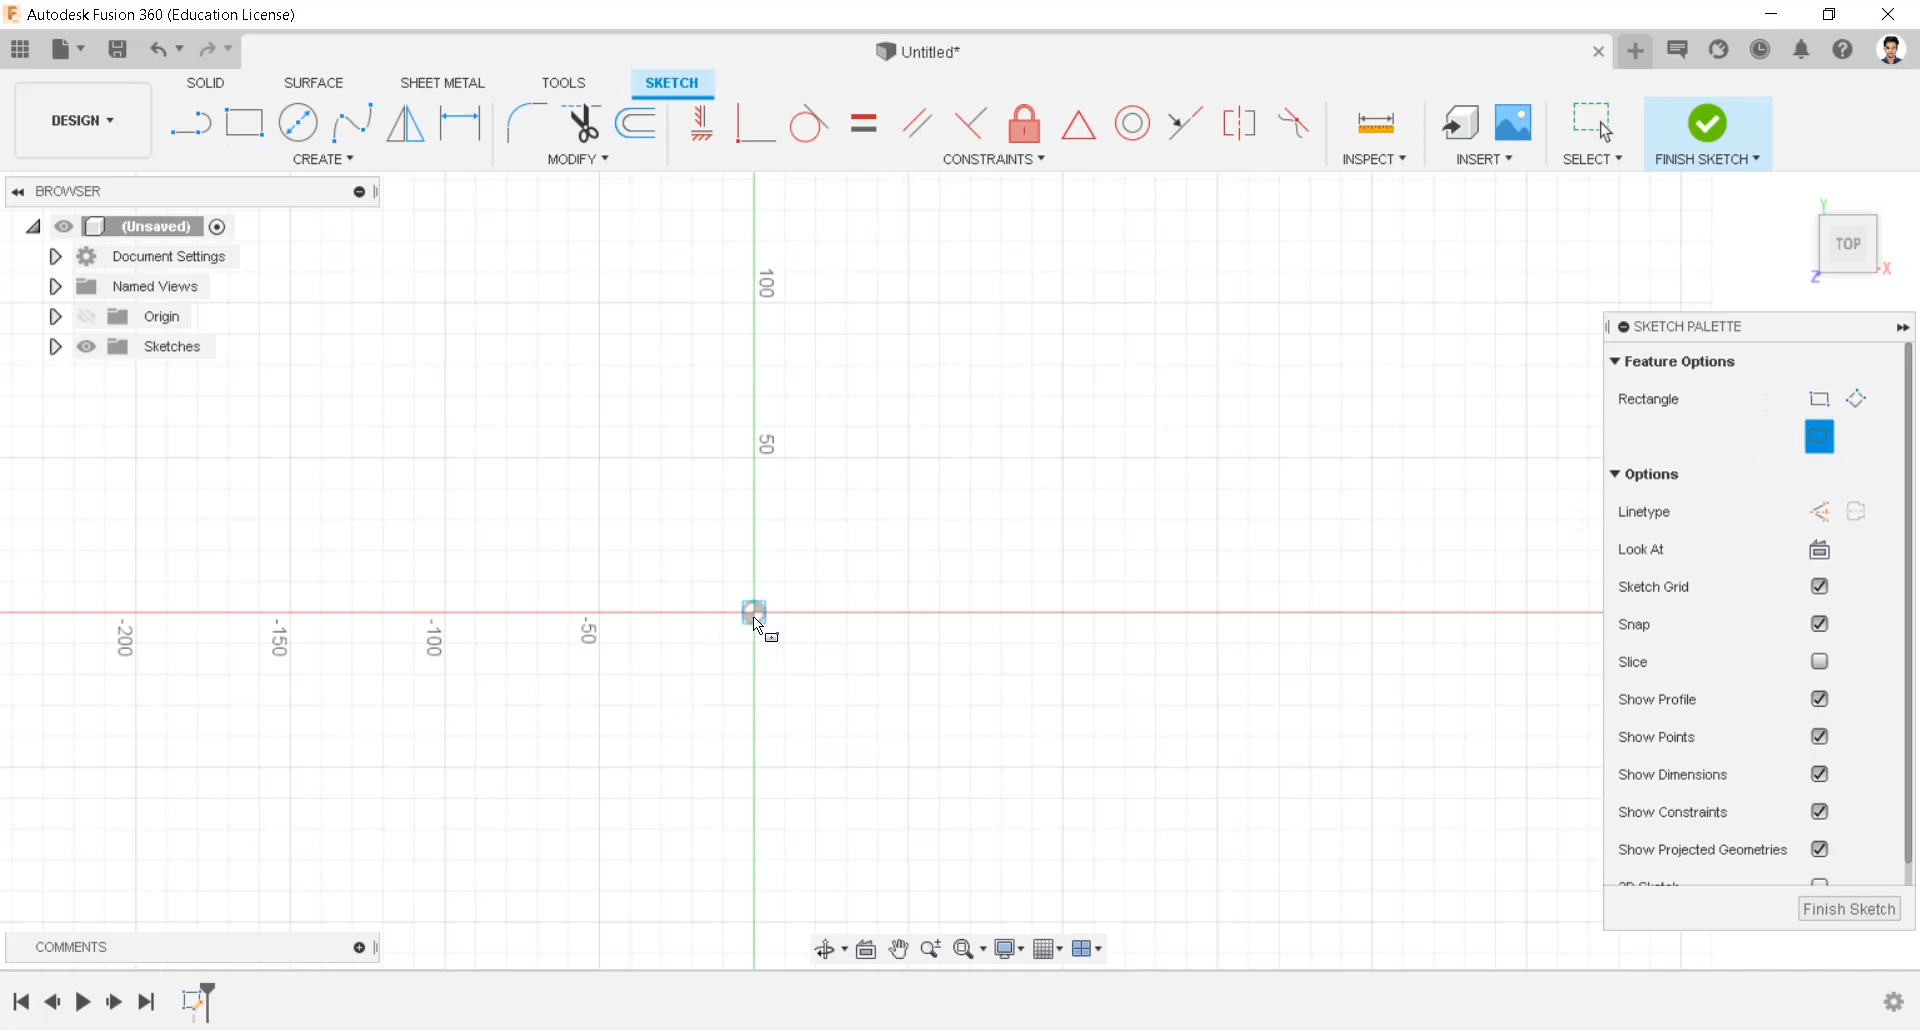 Autodesk Fusion 360 (Education License)
Untitled*
SOLID
SURFACE
SHEET METAL
TOOLS
SKETCH
DESIGN
CREATE
MODIFY
CONSTRAINTS
INSPECT
INSERT
SELECT
FINISH SKETCH
BROWSER
(Unsaved)
Document Settings
Named Views
Origin
Sketches
100
50
-200
-150
-100
-50
Y
TOP
X
Z
SKETCH PALETTE
Feature Options
Rectangle
Options
Linetype
Look At
Sketch Grid
Snap
Slice
Show Profile
Show Points
Show Dimensions
Show Constraints
Show Projected Geometries
Finish Sketch
COMMENTS